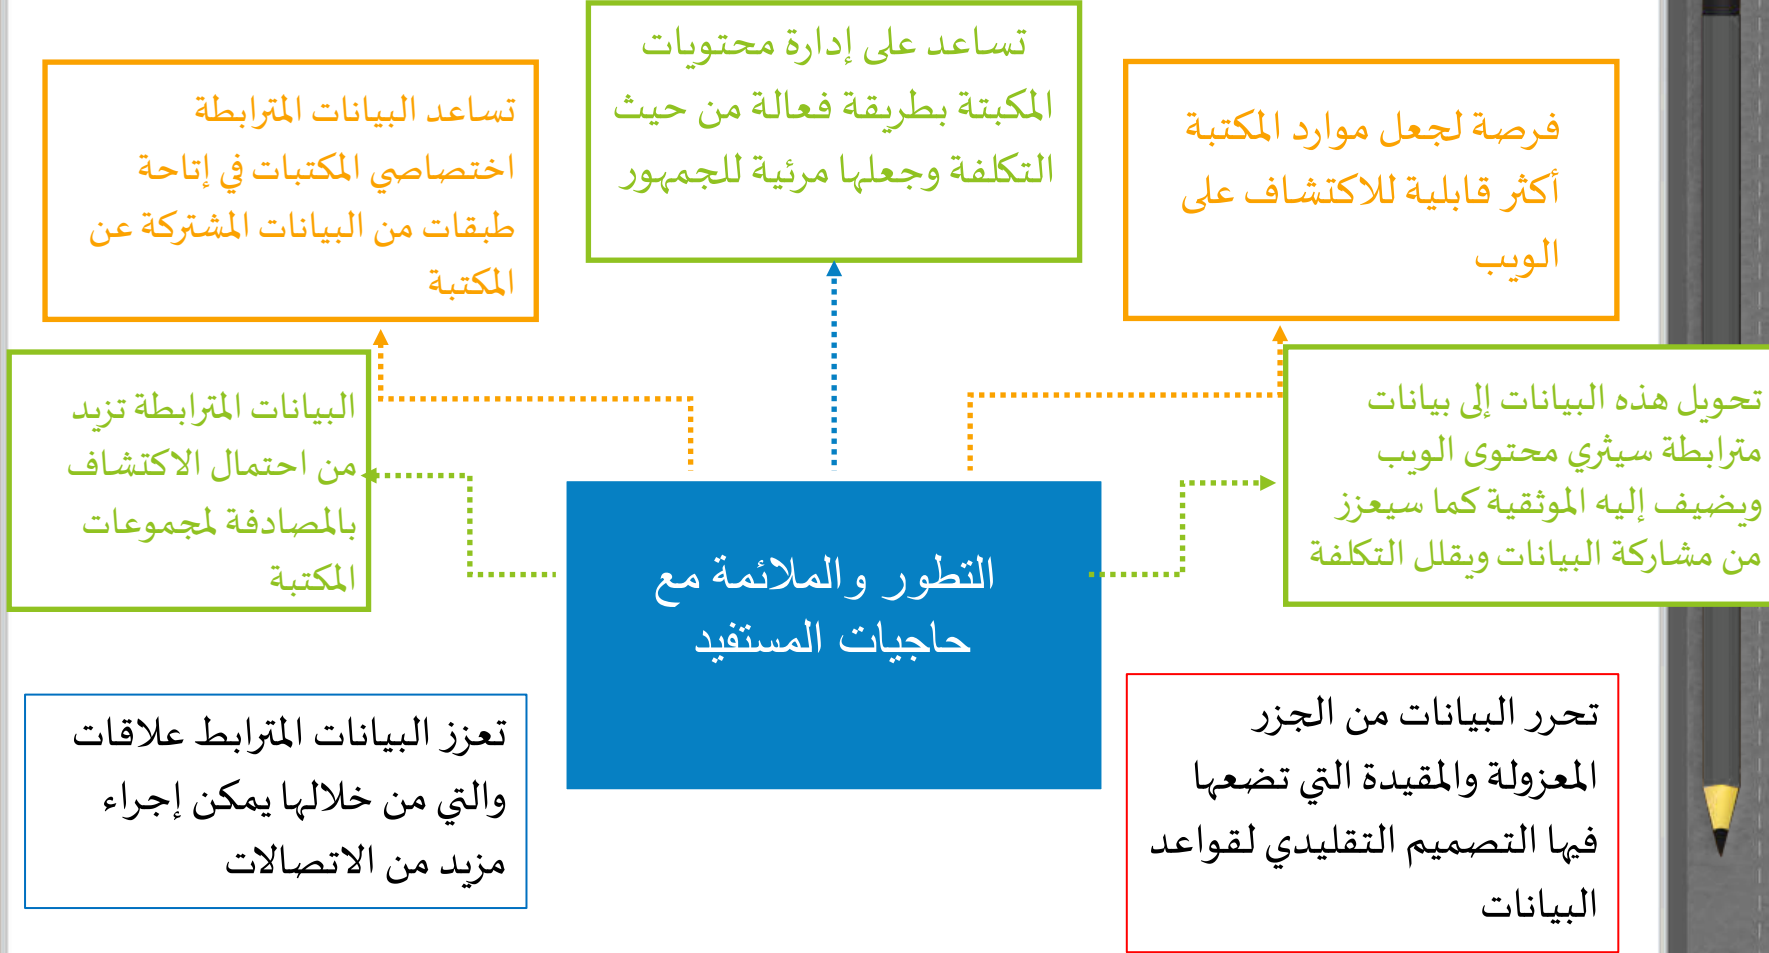 تساعد على إدارة محتويات
المكبتة بطريقة فعالة من حيث
التكلفة وجعلها مرئية للجمهور
فرصة لجعل موارد المكتبة
أكثر قابلية للاكتشاف على
الويب
تساعد البيانات المترابطة
اختصاصي المكتبات في إتاحة
طبقات من البيانات المشتركة عن
المكتبة
تحويل هذه البيانات إلى بيانات
مترابطة سيثري محتوى الويب
ويضيف إليه الموثقية كما سيعزز
من مشاركة البيانات ويقلل التكلفة
البيانات المترابطة تزيد
من احتمال الاكتشاف
بالمصادفة لمجموعات
المكتبة
التطور والملائمة مع
حاجيات المستفيد
تحرر البيانات من الجزر
المعزولة والمقيدة التي تضعها
فيها التصميم التقليدي لقواعد
البيانات
تعزز البيانات المترابط علاقات
والتي من خلالها يمكن إجراء
مزيد من الاتصالات